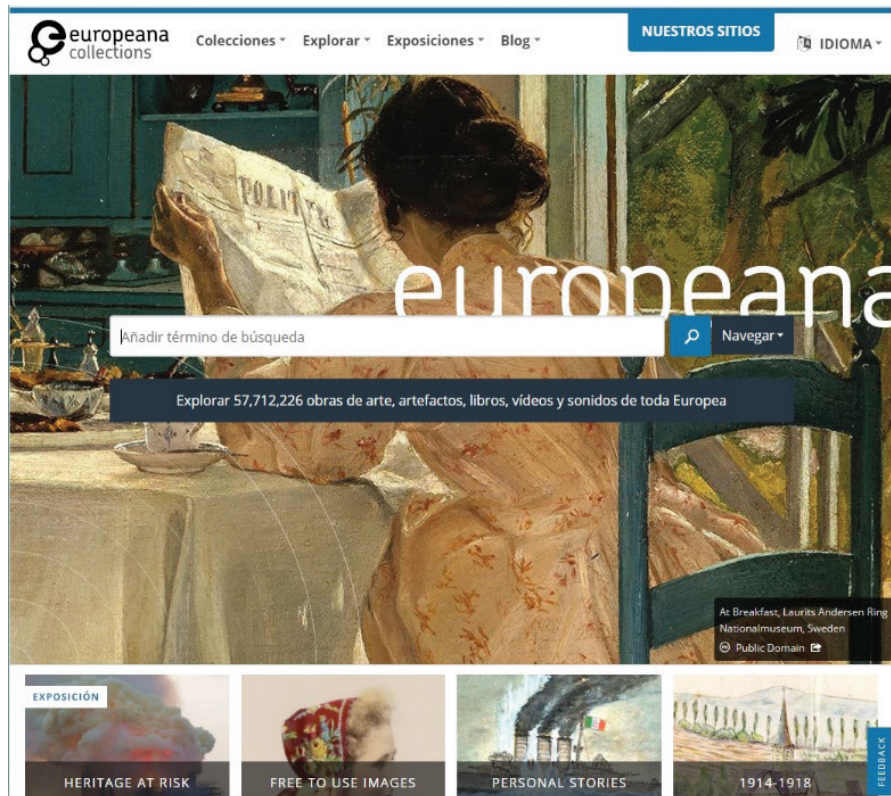 europeana
collections
Colecciones
Explorar
Exposiciones
Blog
NUESTROS SITIOS
IDIOMA
POLITI
europeana
Añadir término de búsqueda
Navegar
Explorar 57,712,226 obras de arte, artefactos, libros, vídeos y sonidos de toda Europea
At Breakfast, Laurits Andersen Ring
Nationalmuseum, Sweden
Public Domain
EXPOSICIÓN
HERITAGE AT RISK
FREE TO USE IMAGES
PERSONAL STORIES
1914-1918
FEEDBACK